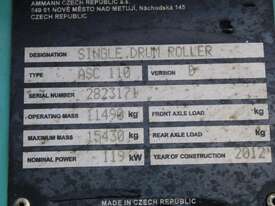 AMMANN CZECH REPUBLIC a.s.
549 01 NOVÉ MĚSTO NAD METUJÍ, Náchodská 145
CZECH REPUBLIC
DESIGNATION SINGLE DRUM ROLLER
TYPE ASC 110 VERSION D
SERIAL NUMBER 2823171
OPERATING MASS 11490 kg FRONT AXLE LOAD kg
MAXIMUM MASS 15430 kg REAR AXLE LOAD kg
NOMINAL POWER 119 kW YEAR OF CONSTRUCTION 2012
MADE IN CZECH REPUBLIC